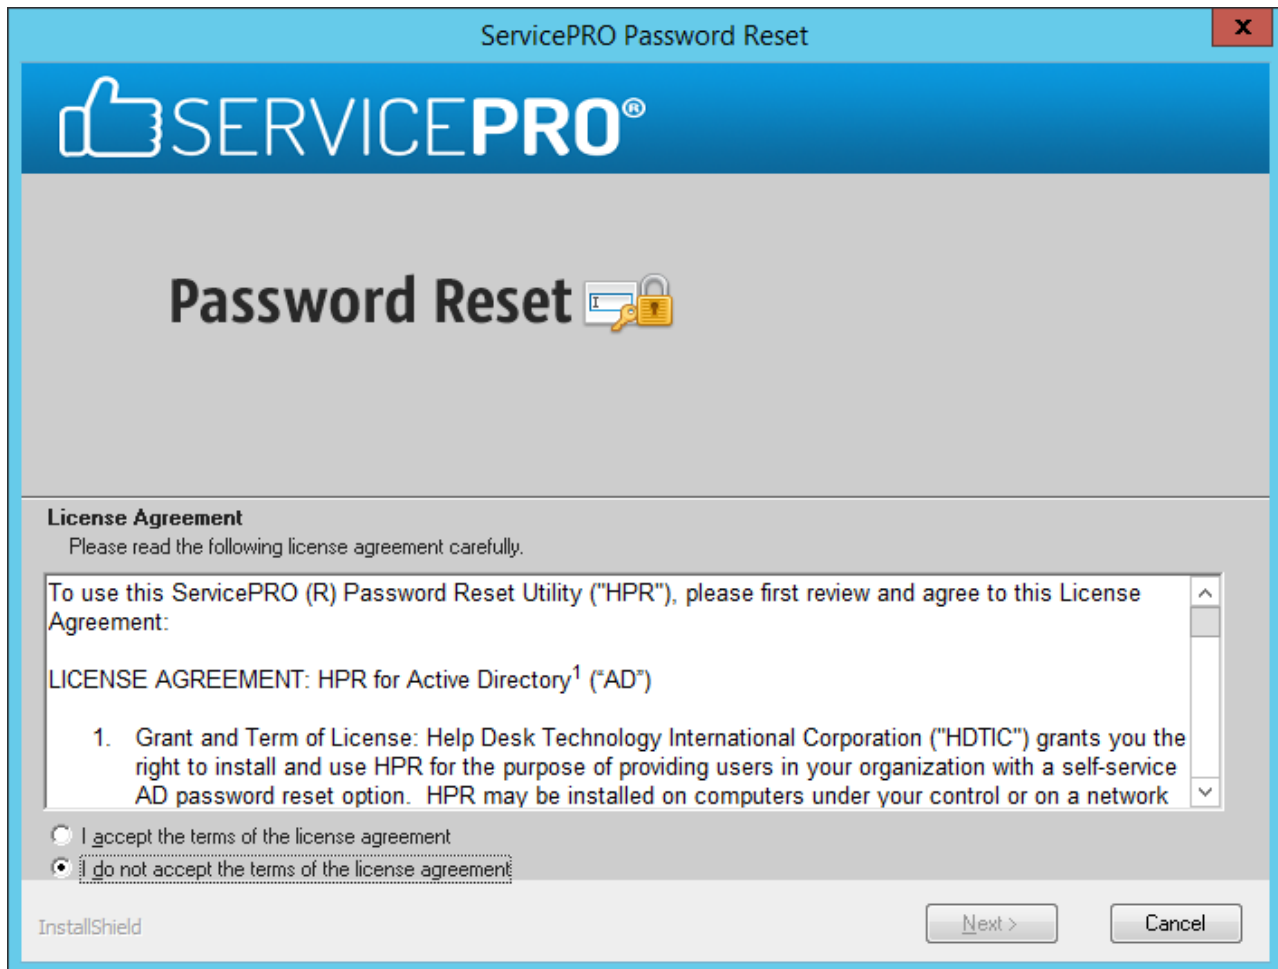 ServicePRO Password Reset
x
SERVICEPRO®
Password Reset
License Agreement
Please read the following license agreement carefully.
To use this ServicePRO (R) Password Reset Utility ("HPR"), please first review and agree to this License
Agreement:
LICENSE AGREEMENT: HPR for Active Directory¹ (“AD”)
1. Grant and Term of License: Help Desk Technology International Corporation ("HDTIC") grants you the
right to install and use HPR for the purpose of providing users in your organization with a self-service
AD password reset option. HPR may be installed on computers under your control or on a network
I accept the terms of the license agreement
I do not accept the terms of the license agreement
InstallShield
Next >
Cancel